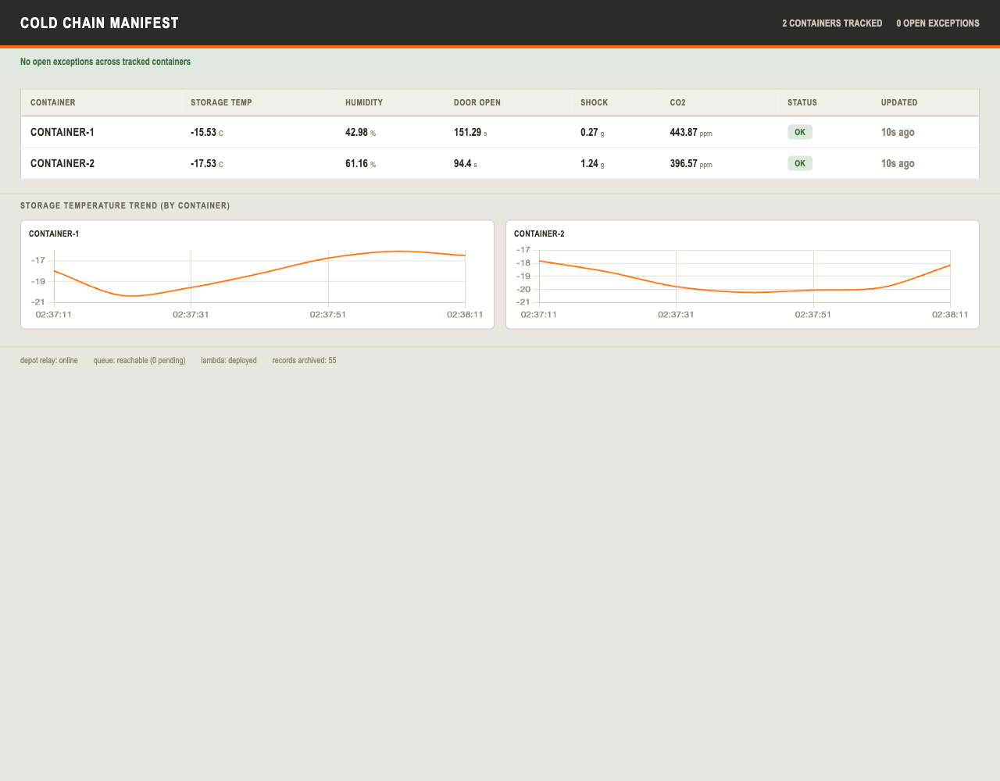 COLD CHAIN MANIFEST
2 CONTAINERS TRACKED 0 OPEN EXCEPTIONS
No open exceptions across tracked containers
CONTAINER STORAGE TEMP HUMIDITY DOOR OPEN SHOCK CO2 STATUS UPDATED
CONTAINER-1 -15.53 C 42.98 % 151.29 s 0.27 g 443.87 ppm OK 10s ago
CONTAINER-2 -17.53 C 61.16 % 94.4 s 1.24 g 396.57 ppm OK 10s ago
STORAGE TEMPERATURE TREND (BY CONTAINER)
CONTAINER-1
-17
-19
-21
02:37:11 02:37:31 02:37:51 02:38:11
CONTAINER-2
-17
-18
-19
-20
-21
02:37:11 02:37:31 02:37:51 02:38:11
depot relay: online queue: reachable (0 pending) lambda: deployed records archived: 55